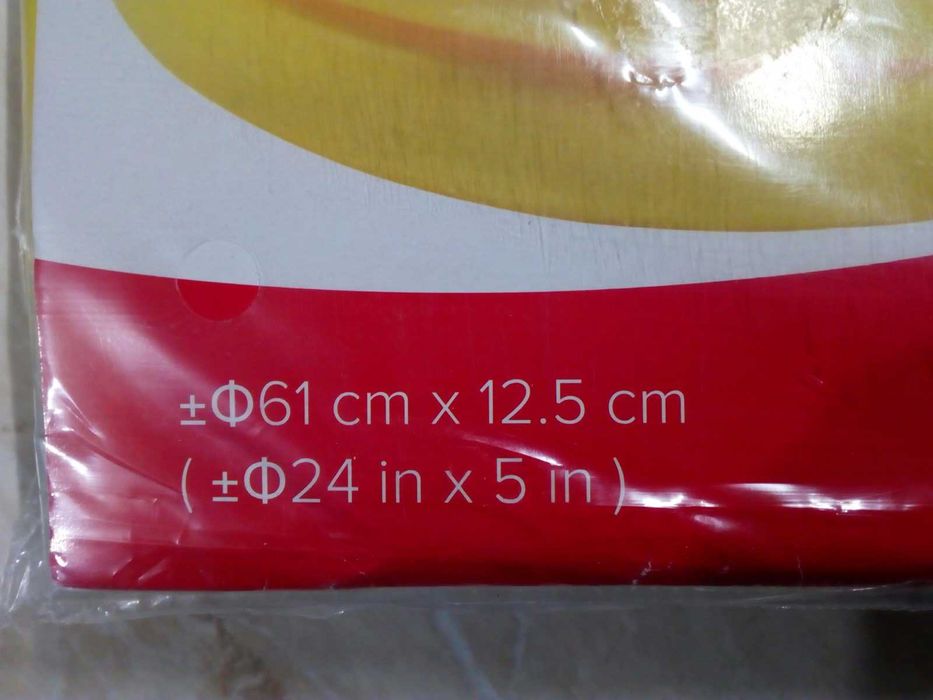 ±Φ61 cm x 12.5 cm
( ±Φ24 in x 5 in )